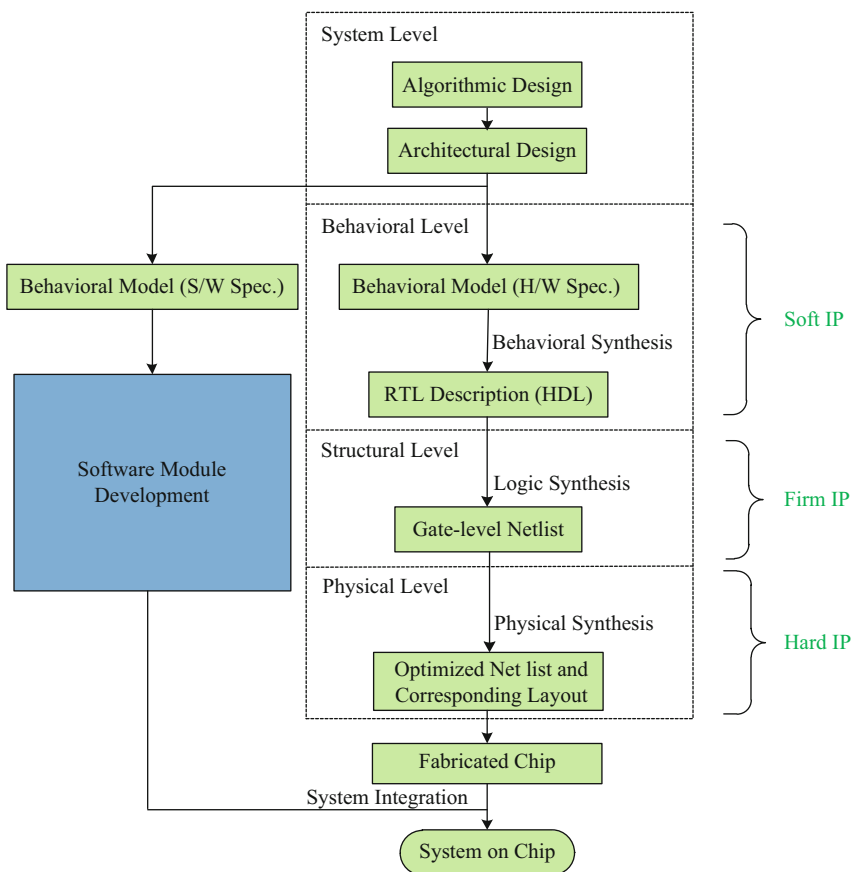 System Level
Algorithmic Design
Architectural Design
Behavioral Level
Behavioral Model (S/W Spec.)
Behavioral Model (H/W Spec.)
Soft IP
Behavioral Synthesis
RTL Description (HDL)
Structural Level
Software Module
Development
Logic Synthesis
Firm IP
Gate-level Netlist
Physical Level
Physical Synthesis
Hard IP
Optimized Net list and
Corresponding Layout
Fabricated Chip
System Integration
System on Chip